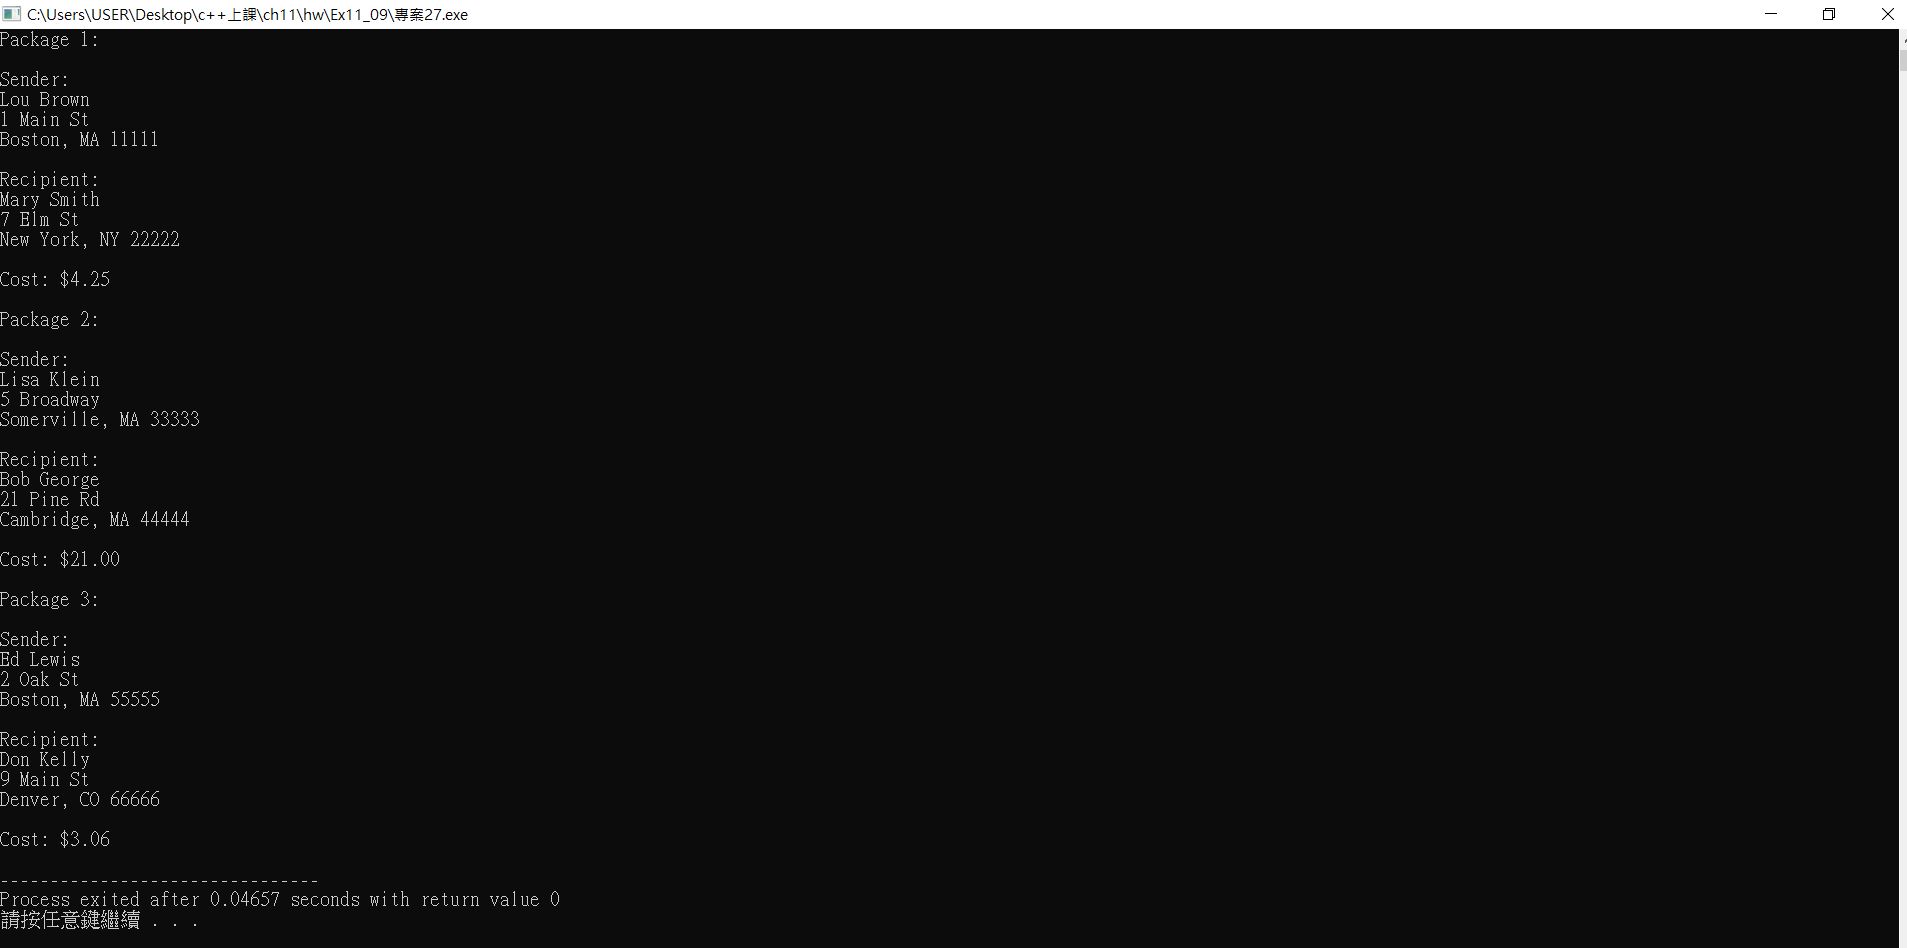 C:\Users\USER\Desktop\c++上課\ch11\hw\Ex11_09\專案27.exe
Package 1:
Sender:
Lou Brown
1 Main St
Boston, MA 11111
Recipient:
Mary Smith
7 Elm St
New York, NY 22222
Cost: $4.25
Package 2:
Sender:
Lisa Klein
5 Broadway
Somerville, MA 33333
Recipient:
Bob George
21 Pine Rd
Cambridge, MA 44444
Cost: $21.00
Package 3:
Sender:
Ed Lewis
2 Oak St
Boston, MA 55555
Recipient:
Don Kelly
9 Main St
Denver, CO 66666
Cost: $3.06
--------------------------------
Process exited after 0.04657 seconds with return value 0
請按任意鍵繼續 . . .